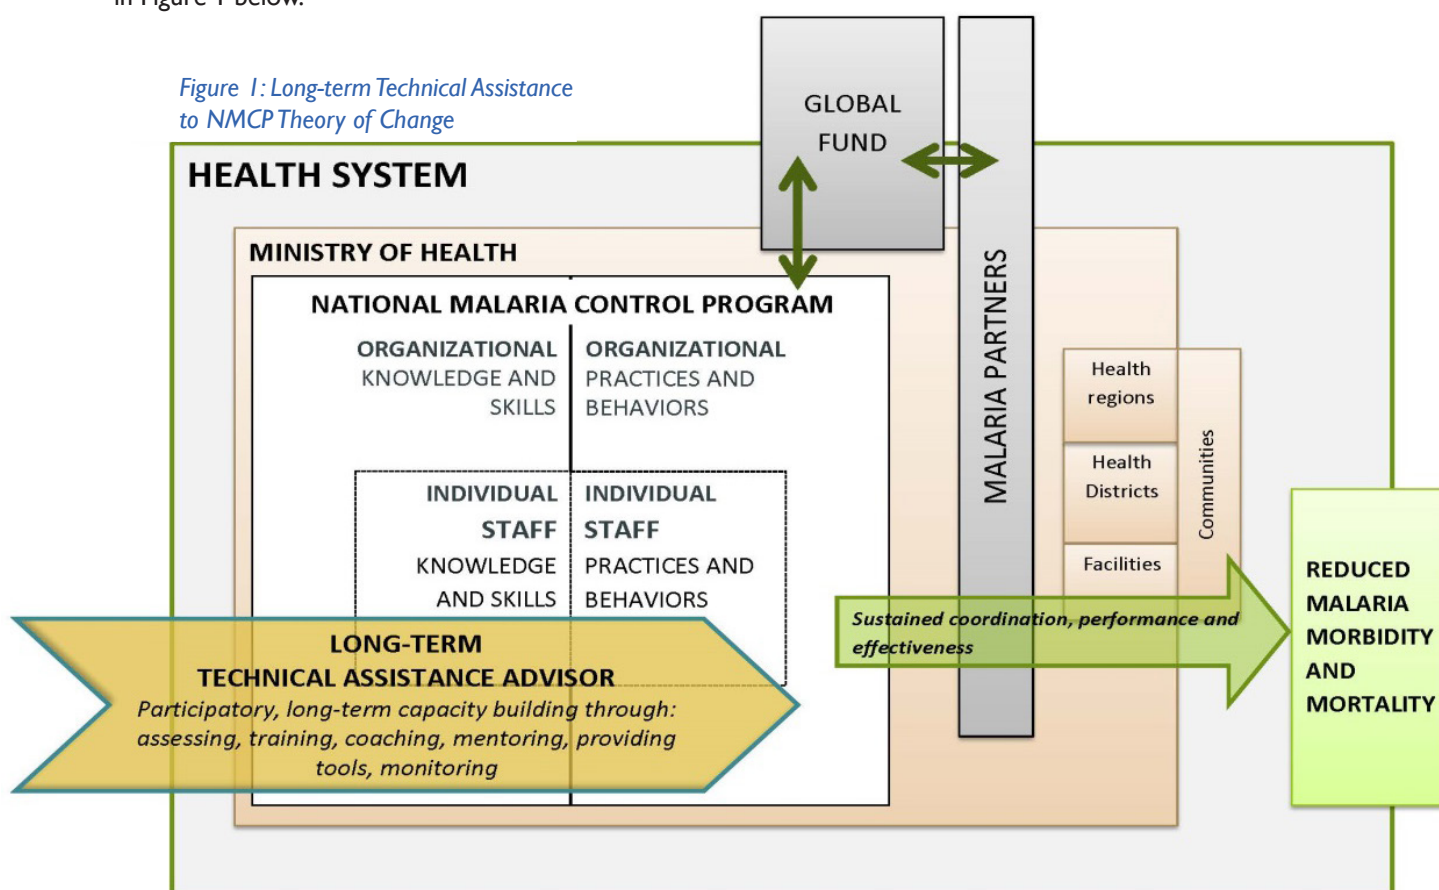 in Figure 1 below.
Figure 1: Long-term Technical Assistance
to NMCP Theory of Change
GLOBAL
FUND
HEALTH SYSTEM
MINISTRY OF HEALTH
NATIONAL MALARIA CONTROL PROGRAM
ORGANIZATIONAL
KNOWLEDGE AND
SKILLS
ORGANIZATIONAL
PRACTICES AND
BEHAVIORS
INDIVIDUAL
STAFF
KNOWLEDGE
AND SKILLS
INDIVIDUAL
STAFF
PRACTICES AND
BEHAVIORS
LONG-TERM
TECHNICAL ASSISTANCE ADVISOR
Participatory, long-term capacity building through:
assessing, training, coaching, mentoring, providing
tools, monitoring
MALARIA PARTNERS
Health
regions
Health
Districts
Facilities
Communities
Sustained coordination, performance and
effectiveness
REDUCED
MALARIA
MORBIDITY
AND
MORTALITY